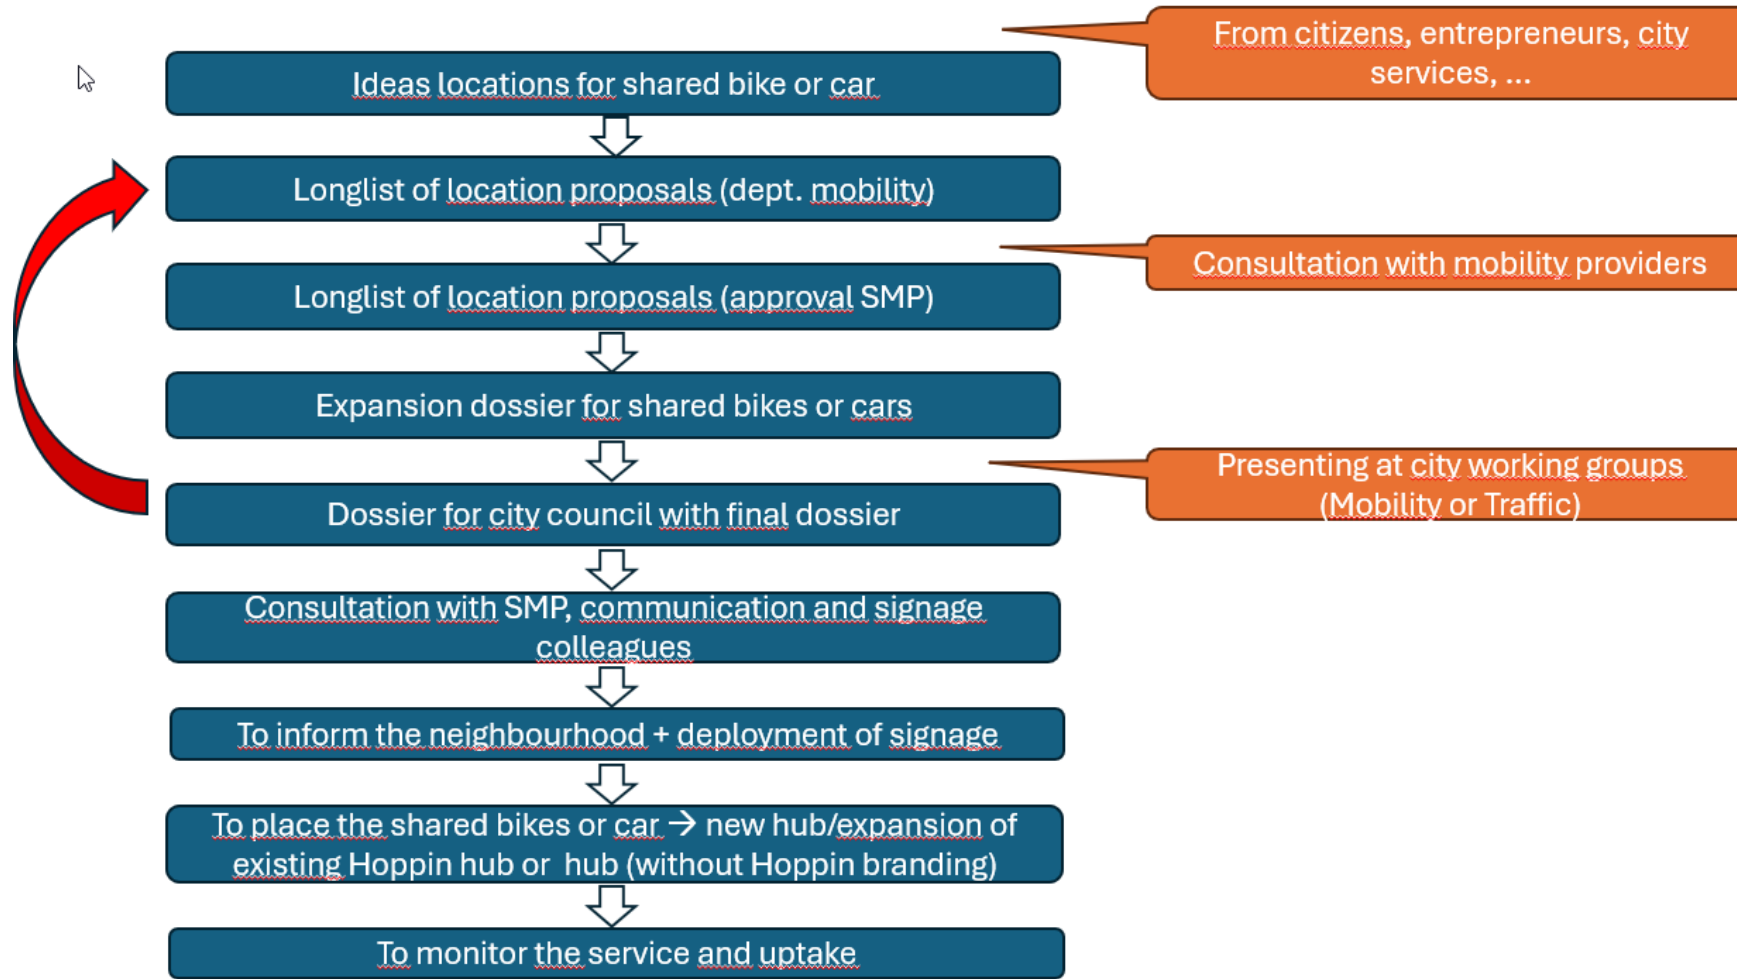 From citizens, entrepreneurs, city
services, ...
Ideas locations for shared bike or car
Longlist of location proposals (dept. mobility)
Consultation with mobility providers
Longlist of location proposals (approval SMP)
Expansion dossier for shared bikes or cars
Presenting at city working groups
(Mobility or Traffic)
Dossier for city council with final dossier
Consultation with SMP, communication and signage
colleagues
To inform the neighbourhood + deployment of signage
To place the shared bikes or car → new hub/expansion of
existing Hoppin hub or  hub (without Hoppin branding)
To monitor the service and uptake